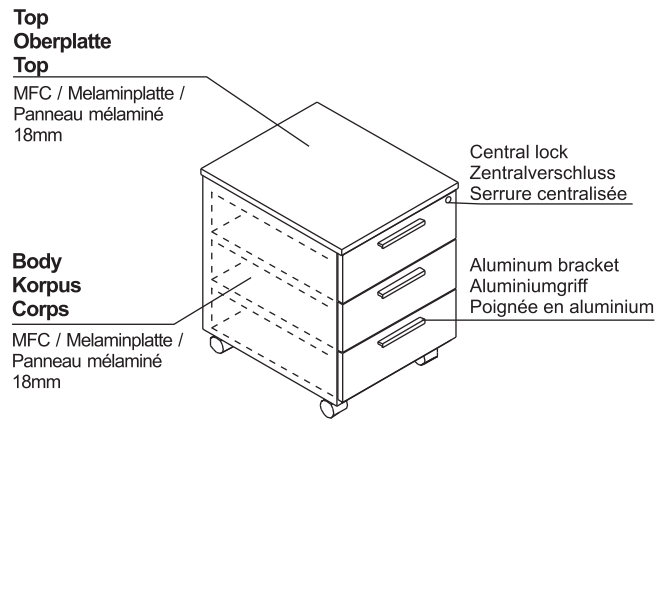 Top
Oberplatte
Top
MFC / Melaminplatte /
Panneau mélaminé
18mm
Central lock
Zentralverschluss
Serrure centralisée
Body
Korpus
Corps
MFC / Melaminplatte /
Panneau mélaminé
18mm
Aluminum bracket
Aluminiumgriff
Poignée en aluminium